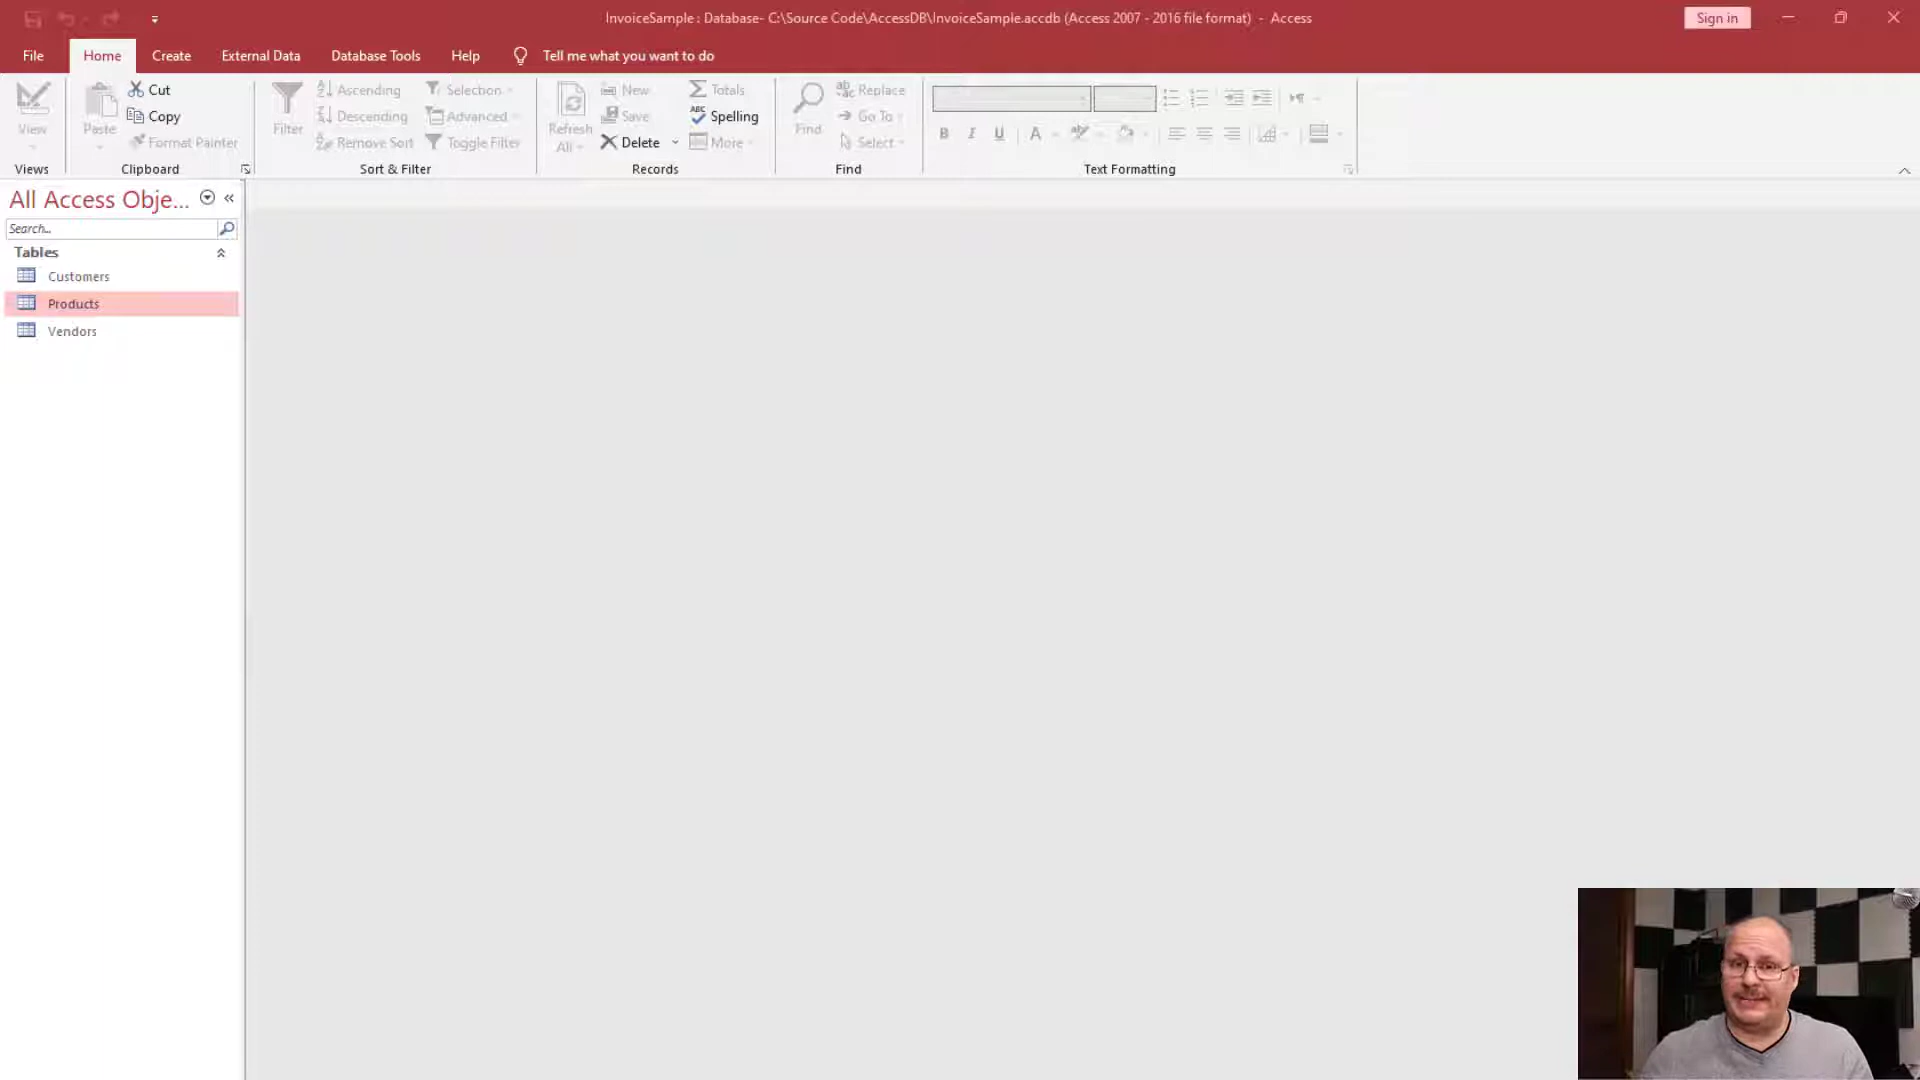 InvoiceSample : Database- C:\Source Code\AccessDB\InvoiceSample.accdb (Access 2007 - 2016 file format) - Access
Sign in
File
Home
Create
External Data
Database Tools
Help
Tell me what you want to do
View
Paste
Cut
Copy
Format Painter
Filter
Ascending
Descending
Remove Sort
Selection
Advanced
Toggle Filter
Refresh
All
New
Save
Delete
Totals
Spelling
More
Find
Replace
Go To
Select
B I U A
Views
Clipboard
Sort & Filter
Records
Find
Text Formatting
All Access Obje...
Search...
Tables
Customers
Products
Vendors